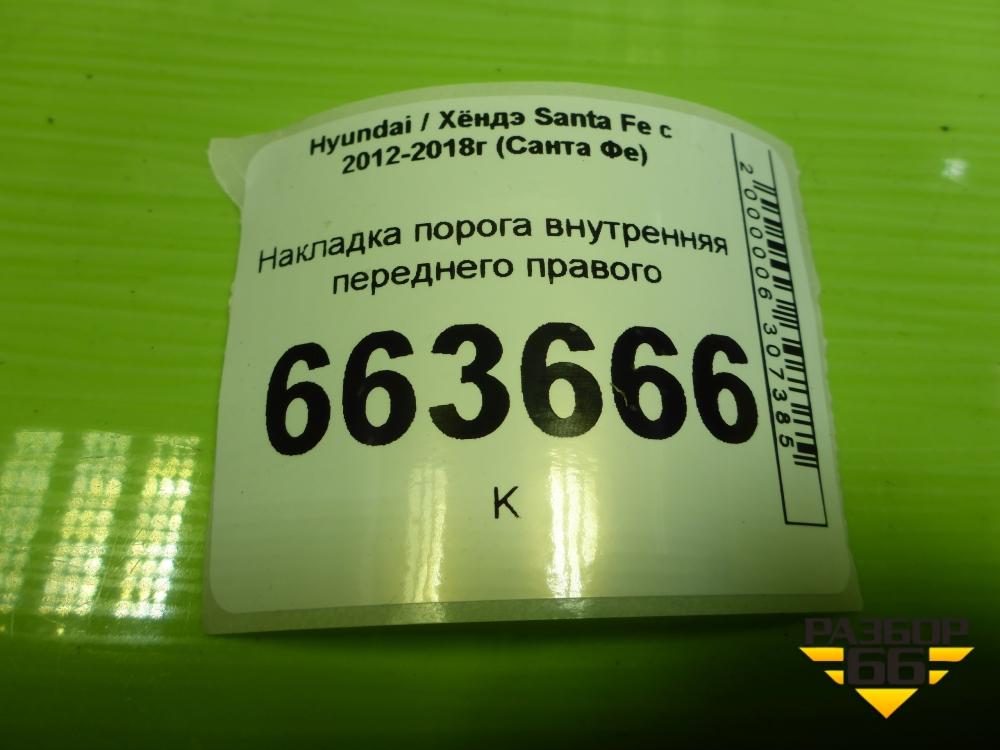 Hyundai / Хёндэ Santa Fe с
2012-2018г (Санта Фе)
Накладка порога внутренняя
переднего правого
663666
К
2000006307385
РАЗБОР
66